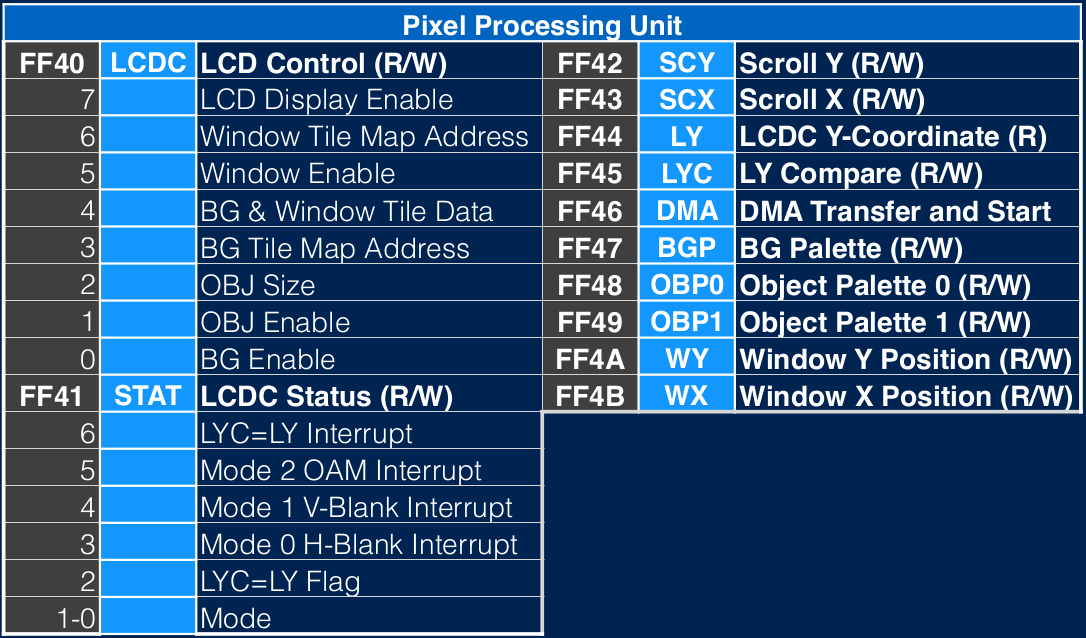 Pixel Processing Unit
FF40 LCDC LCD Control (R/W) FF42 SCY Scroll Y (R/W)
7 LCD Display Enable FF43 SCX Scroll X (R/W)
6 Window Tile Map Address FF44 LY LCDC Y-Coordinate (R)
5 Window Enable FF45 LYC LY Compare (R/W)
4 BG & Window Tile Data FF46 DMA DMA Transfer and Start
3 BG Tile Map Address FF47 BGP BG Palette (R/W)
2 OBJ Size FF48 OBP0 Object Palette 0 (R/W)
1 OBJ Enable FF49 OBP1 Object Palette 1 (R/W)
0 BG Enable FF4A WY Window Y Position (R/W)
FF41 STAT LCDC Status (R/W) FF4B WX Window X Position (R/W)
6 LYC=LY Interrupt
5 Mode 2 OAM Interrupt
4 Mode 1 V-Blank Interrupt
3 Mode 0 H-Blank Interrupt
2 LYC=LY Flag
1-0 Mode